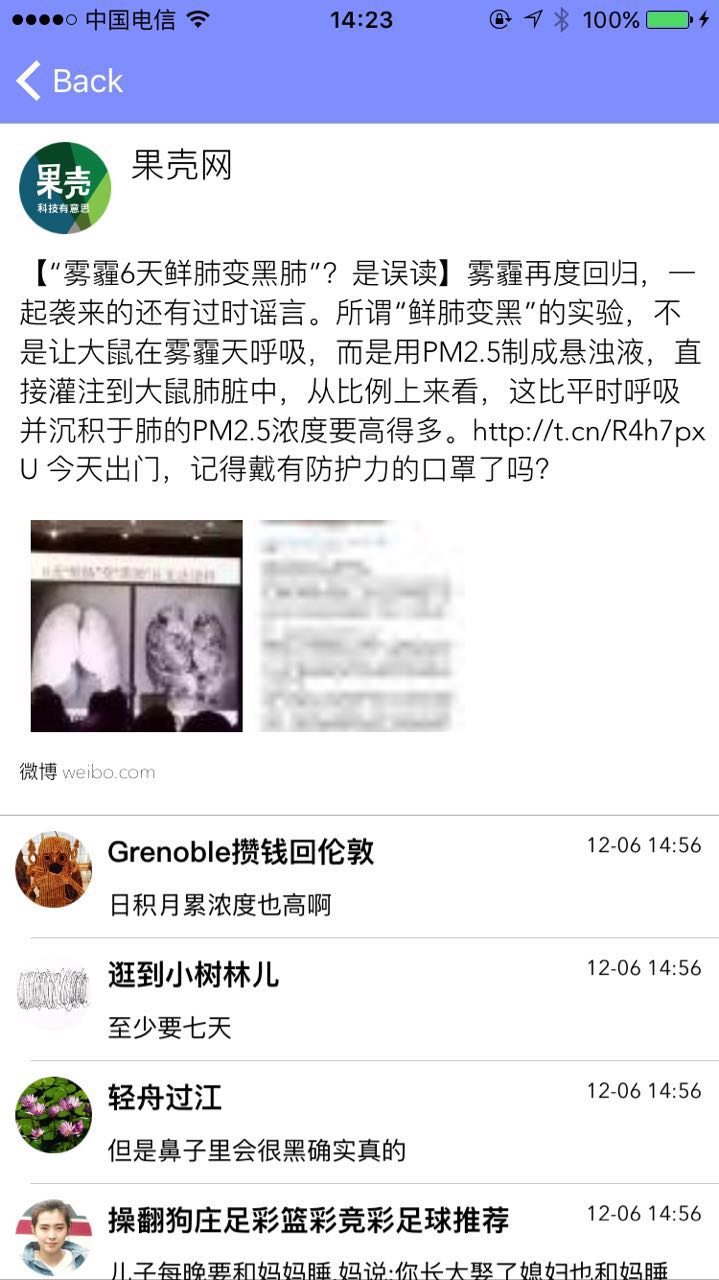 中国电信
14:23
100%
Back
果壳
科技有意思
果壳网
【“雾霾6天鲜肺变黑肺”？是误读】雾霾再度回归，一
起袭来的还有过时谣言。所谓“鲜肺变黑”的实验，不
是让大鼠在雾霾天呼吸，而是用PM2.5制成悬浊液，直
接灌注到大鼠肺脏中，从比例上来看，这比平时呼吸
并沉积于肺的PM2.5浓度要高得多。http://t.cn/R4h7px
U 今天出门，记得戴有防护力的口罩了吗？
微博 weibo.com
Grenoble攒钱回伦敦
12-06 14:56
日积月累浓度也高啊
逛到小树林儿
12-06 14:56
至少要七天
轻舟过江
12-06 14:56
但是鼻子里会很黑确实真的
操翻狗庄足彩篮彩竞彩足球推荐
12-06 14:56
儿子每晚要和妈妈睡,妈说:你长大娶了媳妇也和妈睡